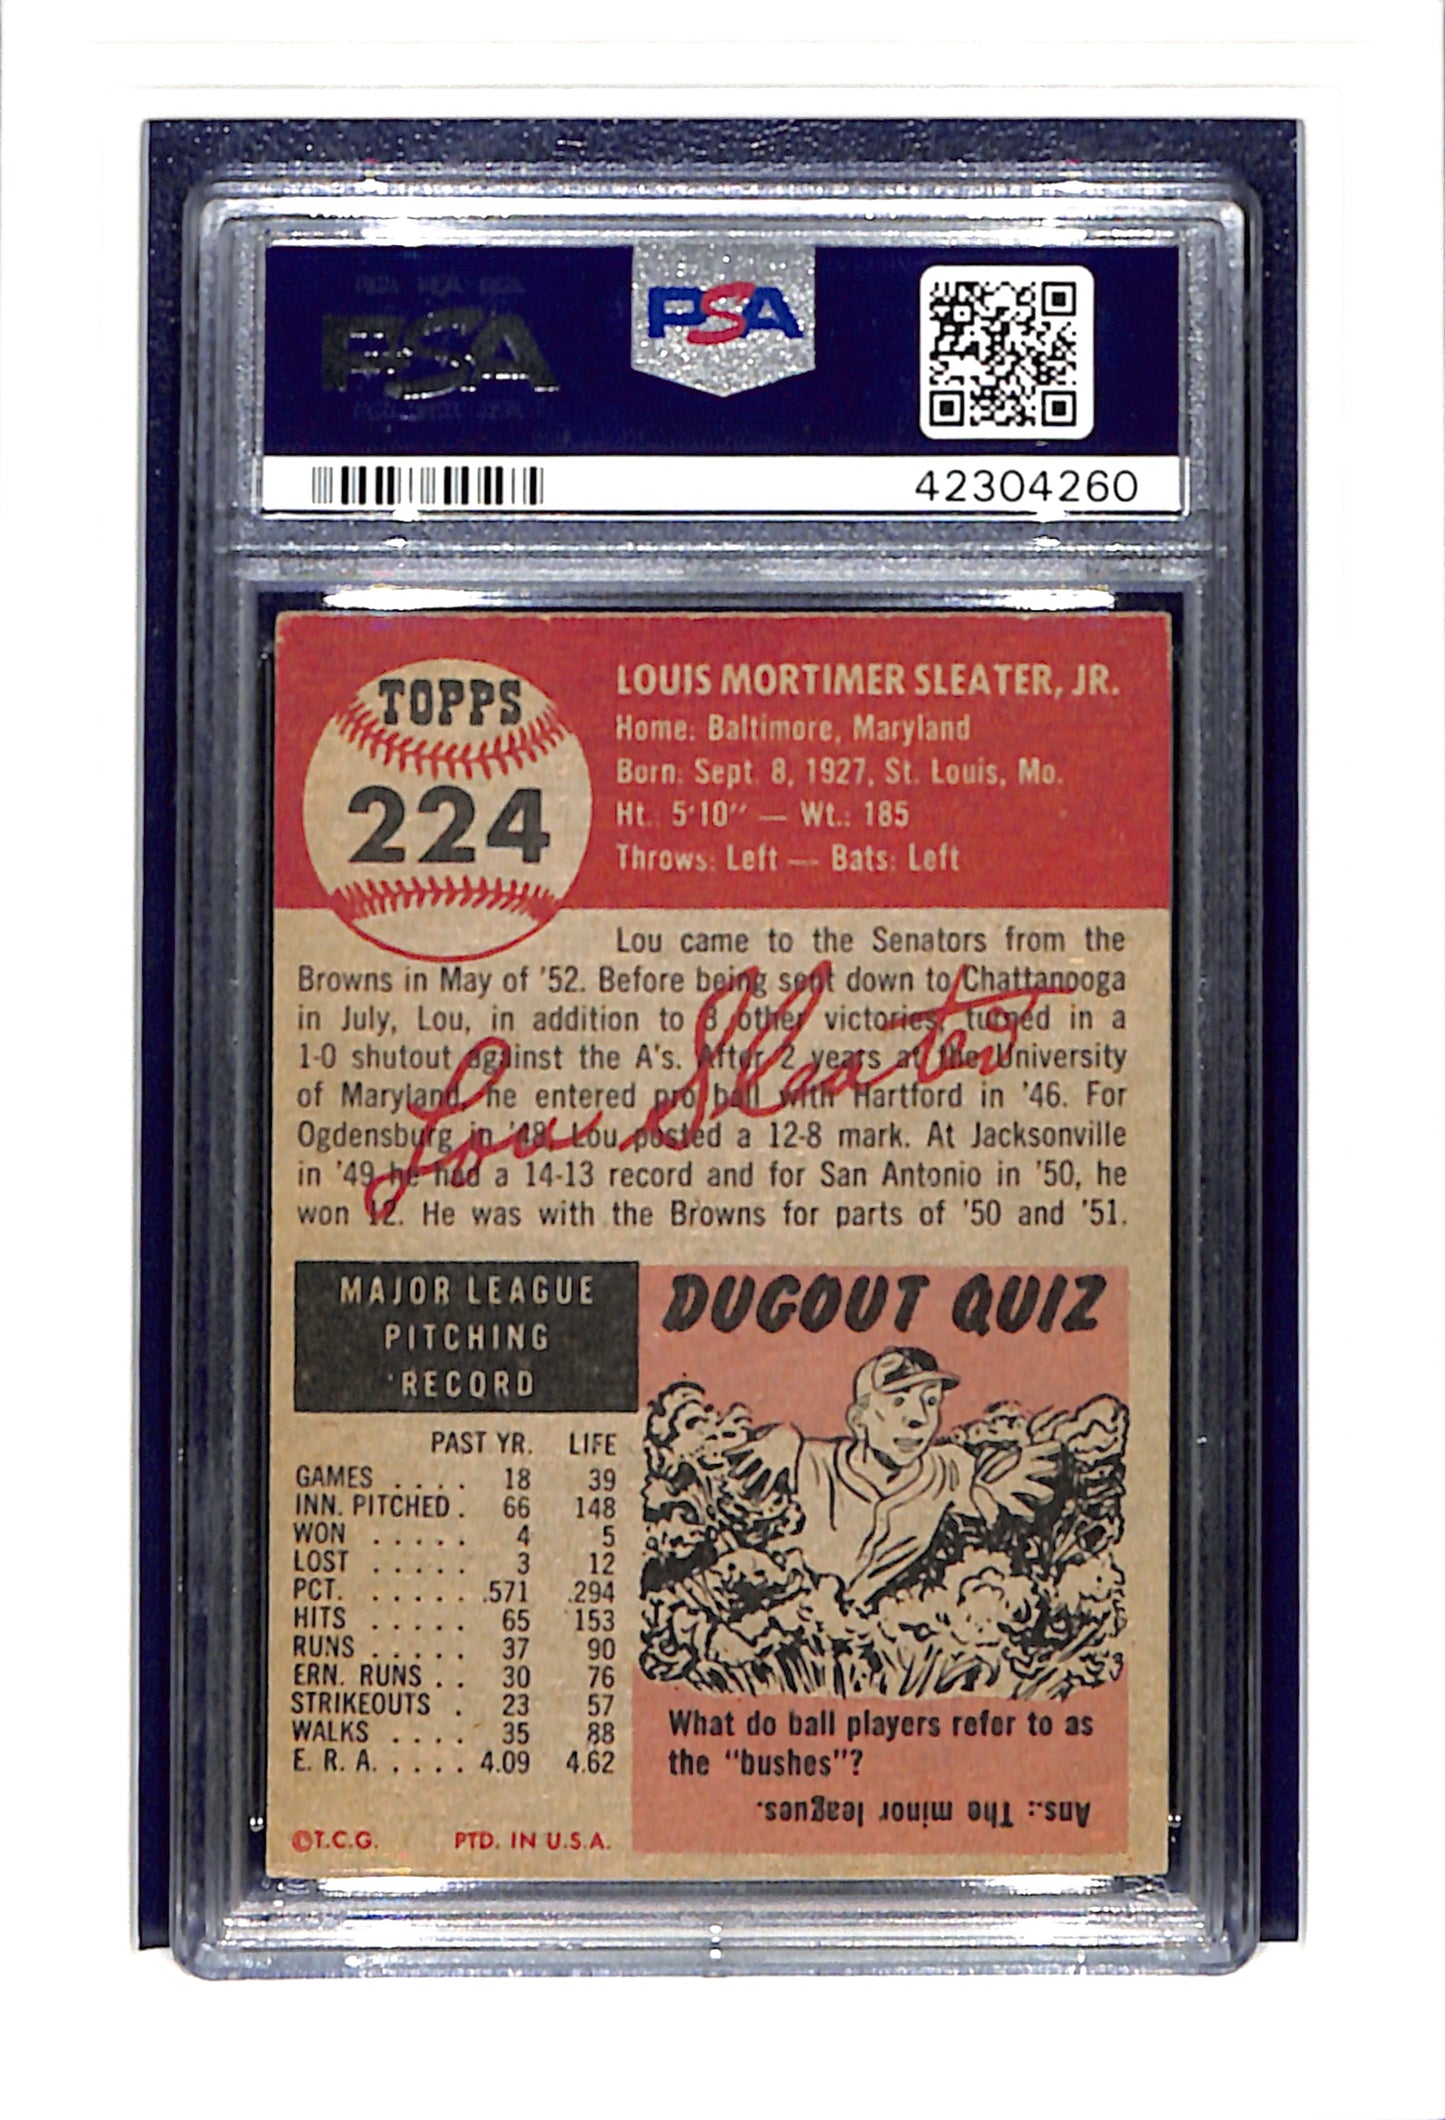 PSA
PSA
42304260
TOPPS
224
LOUIS MORTIMER SLEATER, JR.
Home: Baltimore, Maryland
Born: Sept. 8, 1927, St. Louis, Mo.
Ht.: 5'10" — Wt.: 185
Throws: Left — Bats: Left
Lou came to the Senators from the
Browns in May of '52. Before being sent down to Chattanooga
in July, Lou, in addition to 3 other victories, turned in a
1-0 shutout against the A's. After 2 years at the University
of Maryland, he entered pro ball with Hartford in '46. For
Ogdensburg in '48, Lou posted a 12-8 mark. At Jacksonville
in '49 he had a 14-13 record and for San Antonio in '50, he
won 12. He was with the Browns for parts of '50 and '51.
Lou Sleater
MAJOR LEAGUE
PITCHING
RECORD
PAST YR. LIFE
GAMES . . . . 18 39
INN. PITCHED . 66 148
WON . . . . . 4 5
LOST . . . . . 3 12
PCT. . . . . . .571 .294
HITS . . . . . 65 153
RUNS . . . . . 37 90
ERN. RUNS . . 30 76
STRIKEOUTS . 23 57
WALKS . . . . 35 88
E. R. A. . . . . 4.09 4.62
©T.C.G. PTD. IN U.S.A.
DUGOUT QUIZ
What do ball players refer to as
the "bushes"?
Ans.: The minor leagues.